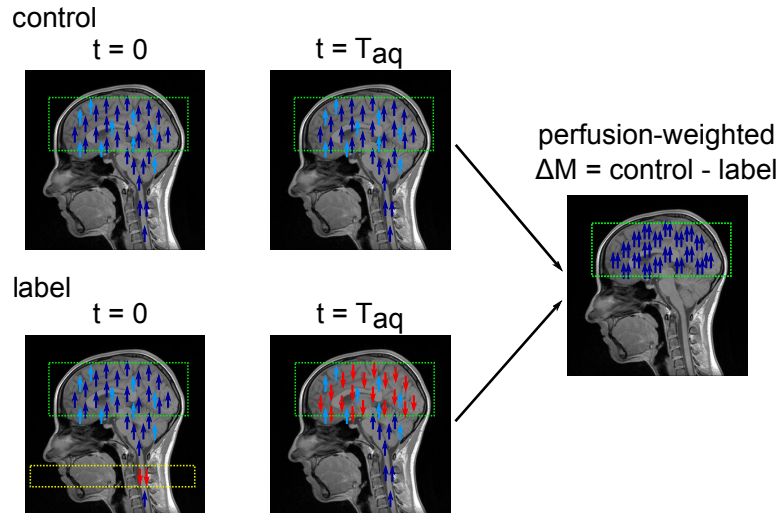 control
t = 0
t = Taq
perfusion-weighted
ΔM = control - label
label
t = 0
t = Taq